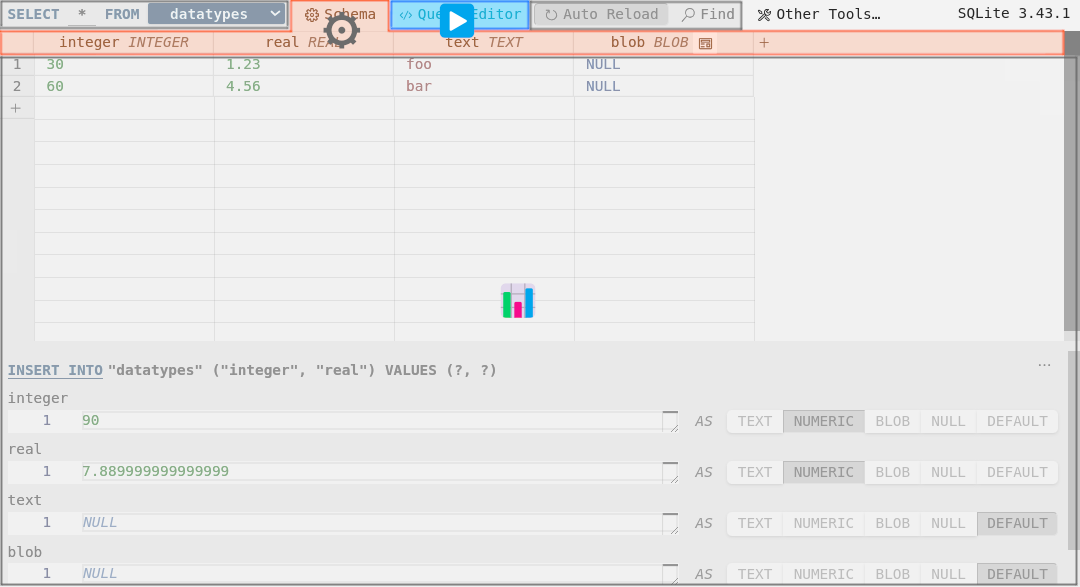 SELECT * FROM datatypes Schema </> Query Editor Auto Reload Find Other Tools… SQLite 3.43.1
integer INTEGER real REAL text TEXT blob BLOB +
1 30 1.23 foo NULL
2 60 4.56 bar NULL
+
INSERT INTO "datatypes" ("integer", "real") VALUES (?, ?) ...
integer
1 90 AS TEXT NUMERIC BLOB NULL DEFAULT
real
1 7.889999999999999 AS TEXT NUMERIC BLOB NULL DEFAULT
text
1 NULL AS TEXT NUMERIC BLOB NULL DEFAULT
blob
1 NULL AS TEXT NUMERIC BLOB NULL DEFAULT